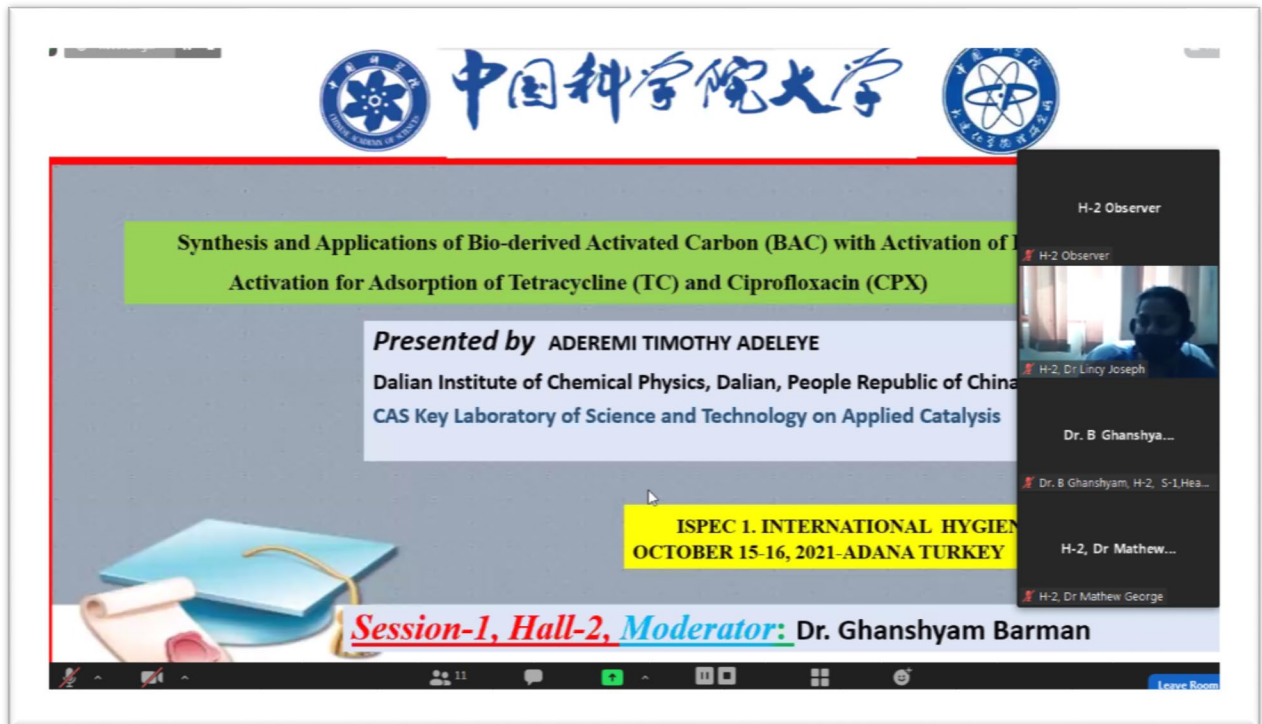 中国科学院大学
CHINESE ACADEMY OF SCIENCES
Synthesis and Applications of Bio-derived Activated Carbon (BAC) with Activation of
Activation for Adsorption of Tetracycline (TC) and Ciprofloxacin (CPX)
Presented by ADEREMI TIMOTHY ADELEYE
Dalian Institute of Chemical Physics, Dalian, People Republic of China
CAS Key Laboratory of Science and Technology on Applied Catalysis
ISPEC 1. INTERNATIONAL HYGIEN
OCTOBER 15-16, 2021-ADANA TURKEY
Session-1, Hall-2, Moderator: Dr. Ghanshyam Barman
H-2 Observer
H-2 Observer
H-2, Dr Lincy Joseph
Dr. B Ghanshya...
Dr. B Ghanshyam, H-2, S-1,Hea...
H-2, Dr Mathew...
H-2, Dr Mathew George
11
Leave Room